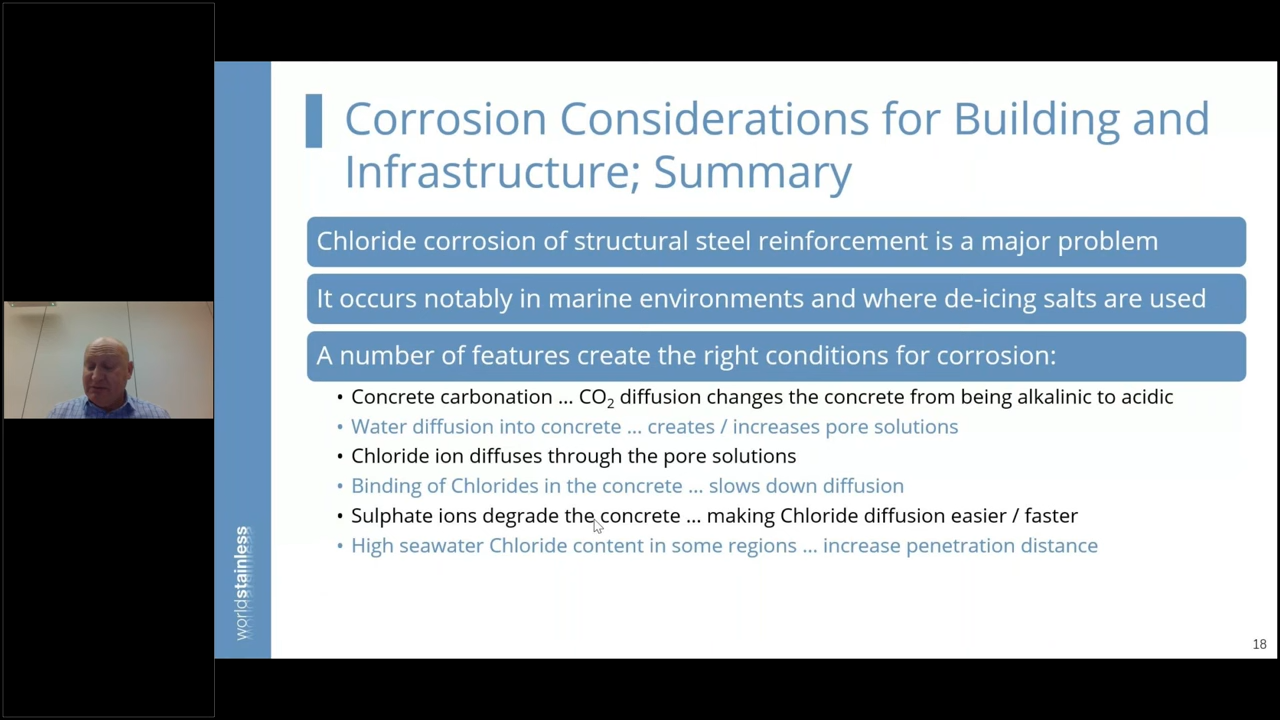 Corrosion Considerations for Building and
Infrastructure; Summary
Chloride corrosion of structural steel reinforcement is a major problem
It occurs notably in marine environments and where de-icing salts are used
A number of features create the right conditions for corrosion:
• Concrete carbonation ... CO₂ diffusion changes the concrete from being alkalinic to acidic
• Water diffusion into concrete ... creates / increases pore solutions
• Chloride ion diffuses through the pore solutions
• Binding of Chlorides in the concrete ... slows down diffusion
• Sulphate ions degrade the concrete ... making Chloride diffusion easier / faster
• High seawater Chloride content in some regions ... increase penetration distance
worldstainless
18